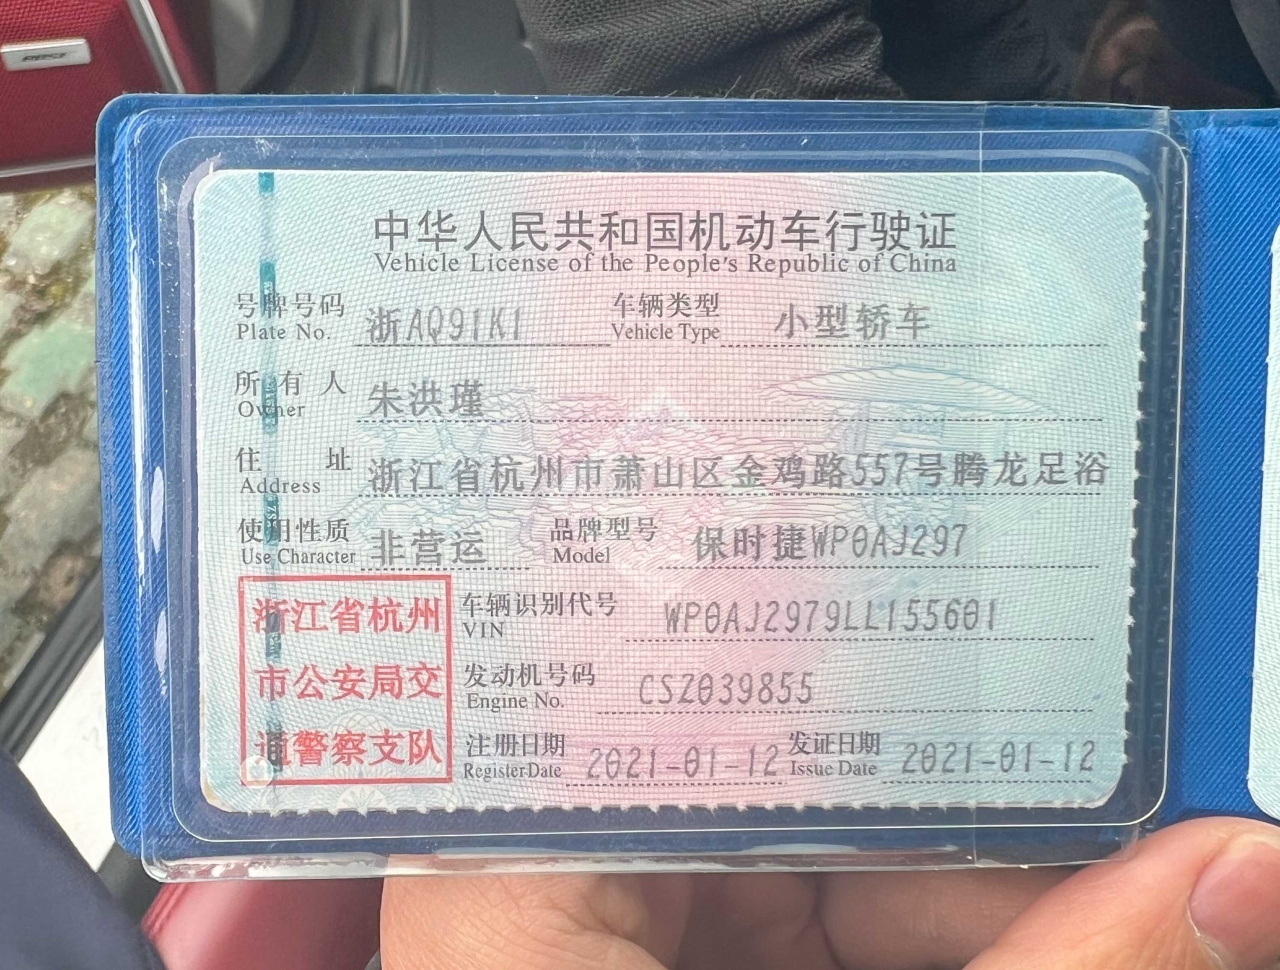 中华人民共和国机动车行驶证
Vehicle License of the People's Republic of China
号牌号码 浙AQ91K1 车辆类型 小型轿车
Plate No. Vehicle Type
所有人 朱洪瑾
Owner
住址 浙江省杭州市萧山区金鸡路557号腾龙足浴
Address
使用性质 非营运 品牌型号 保时捷WP0AJ297
Use Character Model
浙江省杭州
市公安局交
通警察支队
车辆识别代号 WP0AJ2979LL155601
VIN
发动机号码 CSZ039855
Engine No.
注册日期 2021-01-12 发证日期 2021-01-12
Register Date Issue Date